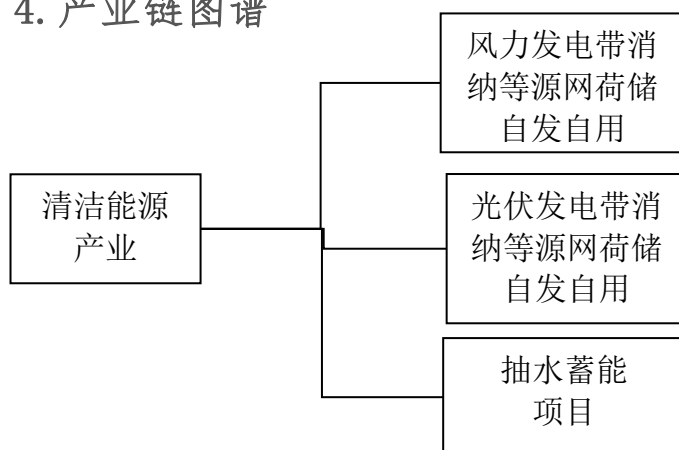 4. 产业链图谱
风力发电带消
纳等源网荷储
自发自用
清洁能源
产业
光伏发电带消
纳等源网荷储
自发自用
抽水蓄能
项目